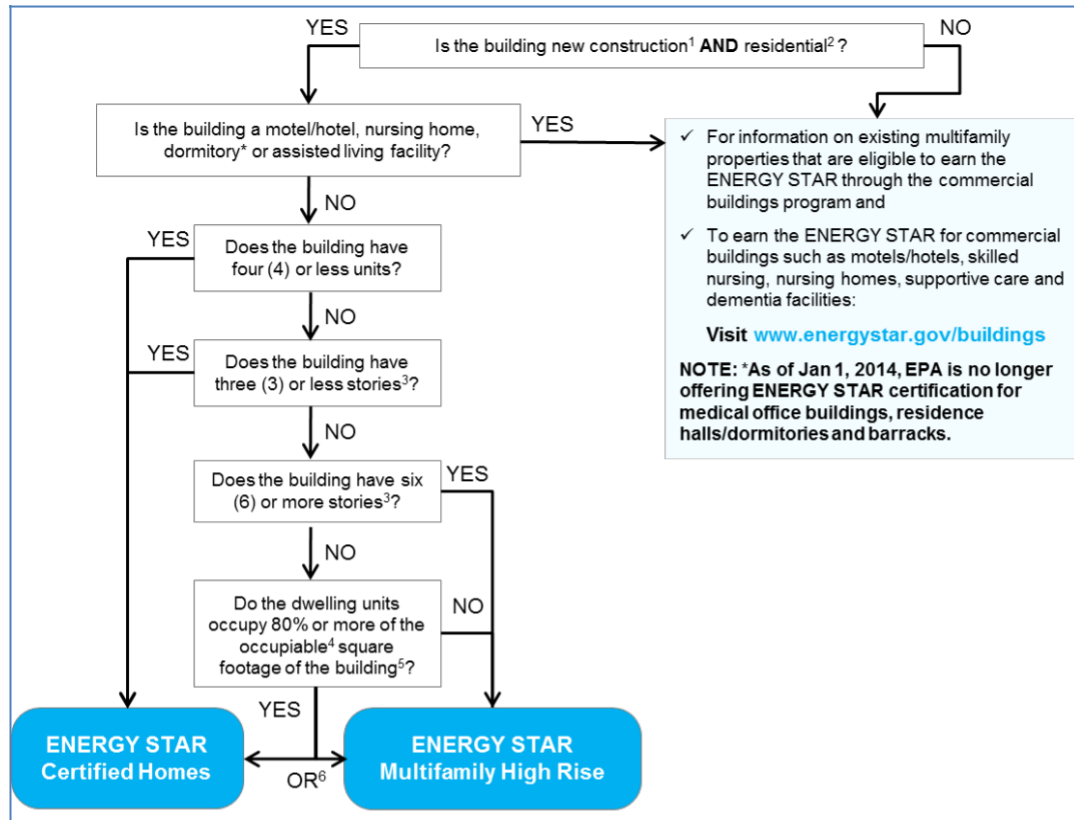 YES
Is the building new construction¹ AND residential² ?
NO
Is the building a motel/hotel, nursing home,
dormitory* or assisted living facility?
YES
NO
✓ For information on existing multifamily
properties that are eligible to earn the
ENERGY STAR through the commercial
buildings program and
✓ To earn the ENERGY STAR for commercial
buildings such as motels/hotels, skilled
nursing, nursing homes, supportive care and
dementia facilities:
Visit www.energystar.gov/buildings
NOTE: *As of Jan 1, 2014, EPA is no longer
offering ENERGY STAR certification for
medical office buildings, residence
halls/dormitories and barracks.
YES
Does the building have
four (4) or less units?
NO
YES
Does the building have
three (3) or less stories³?
NO
Does the building have six
(6) or more stories³?
YES
NO
Do the dwelling units
occupy 80% or more of the
occupiable⁴ square
footage of the building⁵?
NO
YES
ENERGY STAR
Certified Homes
OR⁶
ENERGY STAR
Multifamily High Rise